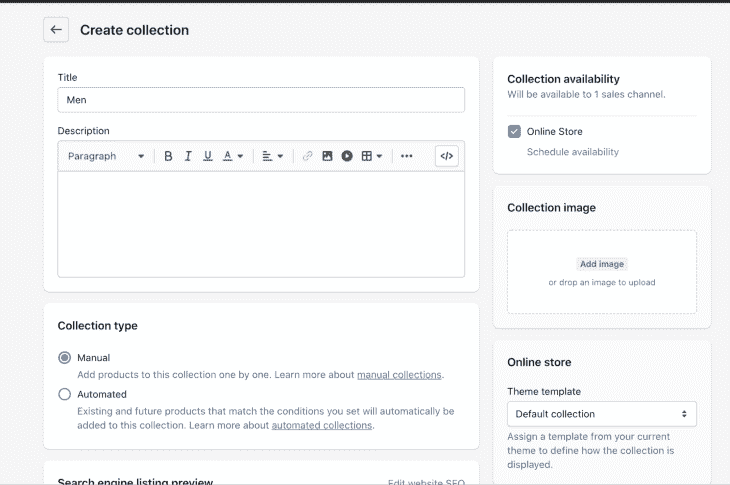 Create collection
Title
Men
Description
Paragraph
B I U A
</>
Collection type
Manual
Add products to this collection one by one. Learn more about manual collections.
Automated
Existing and future products that match the conditions you set will automatically be
added to this collection. Learn more about automated collections.
Search engine listing preview
Edit website SEO
Collection availability
Will be available to 1 sales channel.
Online Store
Schedule availability
Collection image
Add image
or drop an image to upload
Online store
Theme template
Default collection
Assign a template from your current
theme to define how the collection is
displayed.